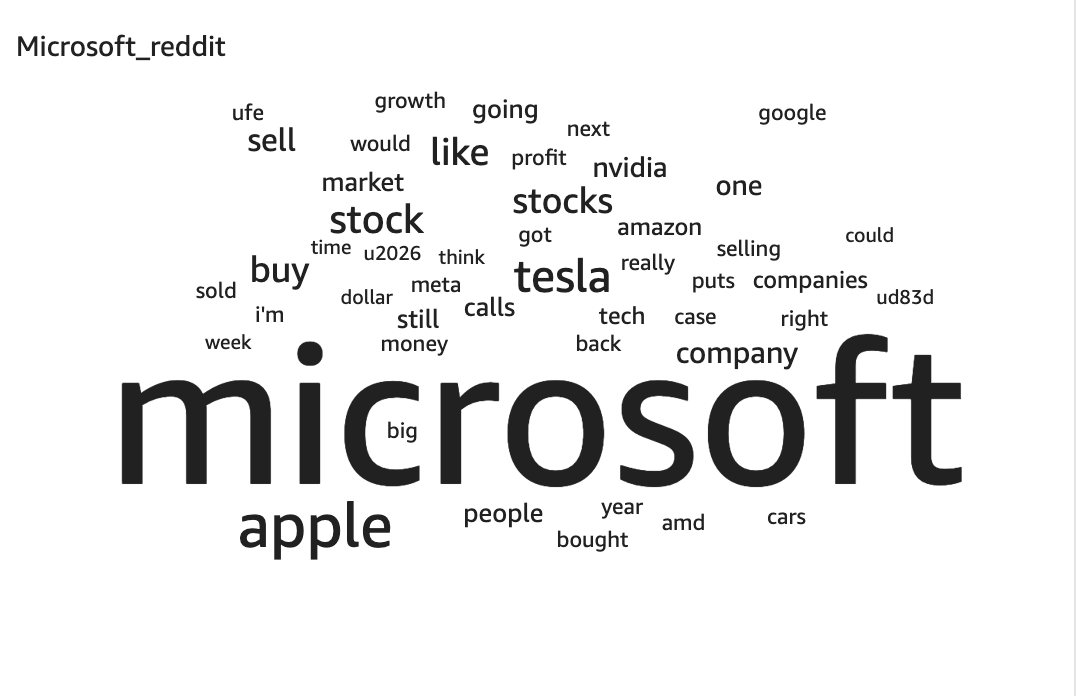 Microsoft_reddit
growth
ufe
going
google
next
sell
would
like
profit
nvidia
market
one
stocks
stock
amazon
got
could
time
u2026
think
selling
really
buy
tesla
puts
companies
meta
sold
dollar
ud83d
calls
i'm
still
tech
case
right
week
money
back
company
microsoft
big
apple
people
year
amd
cars
bought